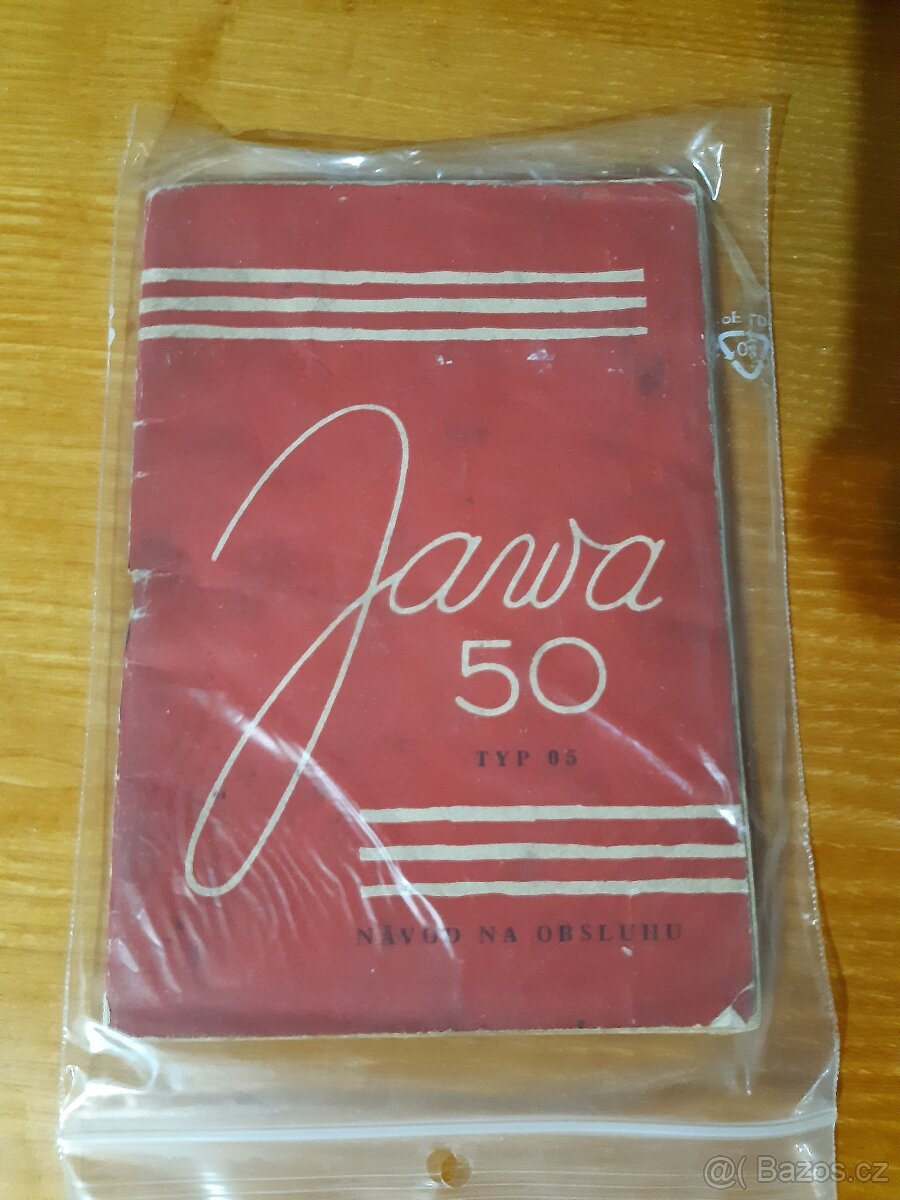 Jawa
50
TYP 05
NÁVOD NA OBSLUHU
@( Bazos.cz